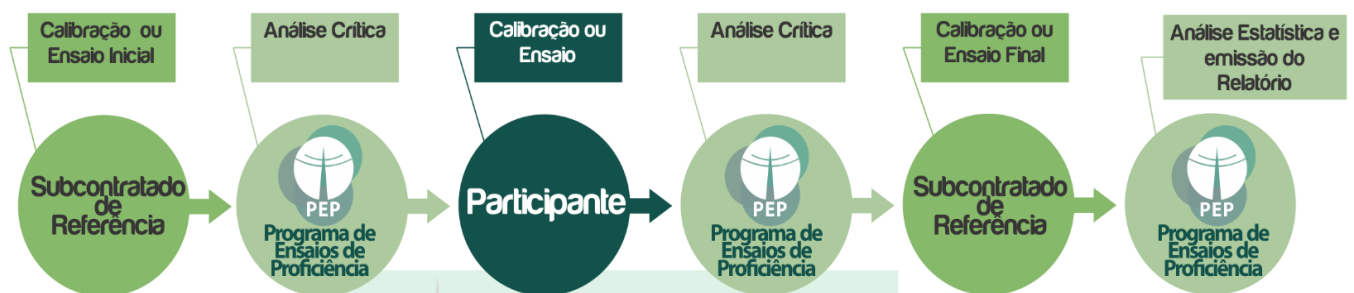 Calibração ou
Ensaio Inicial
Análise Crítica
Calibração ou
Ensaio
Análise Crítica
Calibração ou
Ensaio Final
Análise Estatística e
emissão do
Relatório
Subcontratado
de
Referência
PEP
Programa de
Ensaios de
Proficiência
Participante
PEP
Programa de
Ensaios de
Proficiência
Subcontratado
de
Referência
PEP
Programa de
Ensaios de
Proficiência